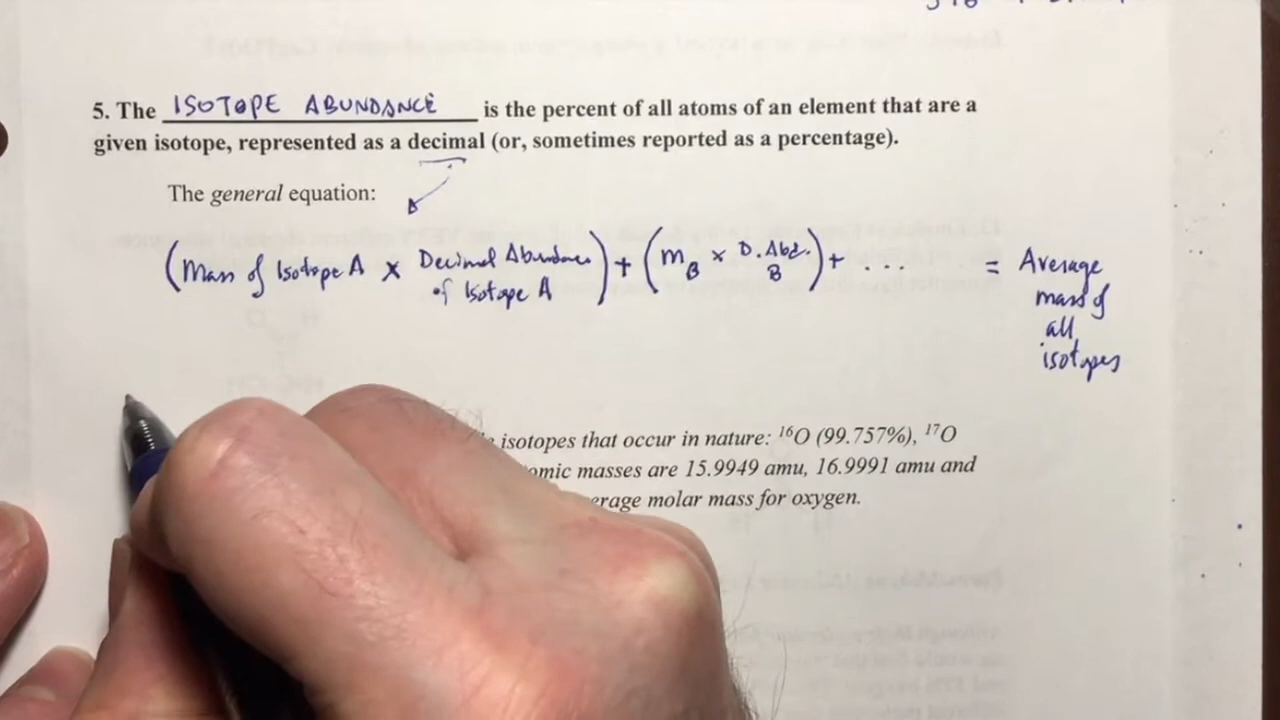 5. The ISOTOPE ABUNDANCE is the percent of all atoms of an element that are a
given isotope, represented as a decimal (or, sometimes reported as a percentage).
The general equation:
(Mass of Isotope A × Decimal Abundance of Isotope A) + (mB × D. Abd. B) + ... = Average mass of all isotopes
isotopes that occur in nature: ¹⁶O (99.757%), ¹⁷O
masses are 15.9949 amu, 16.9991 amu and
molar mass for oxygen.